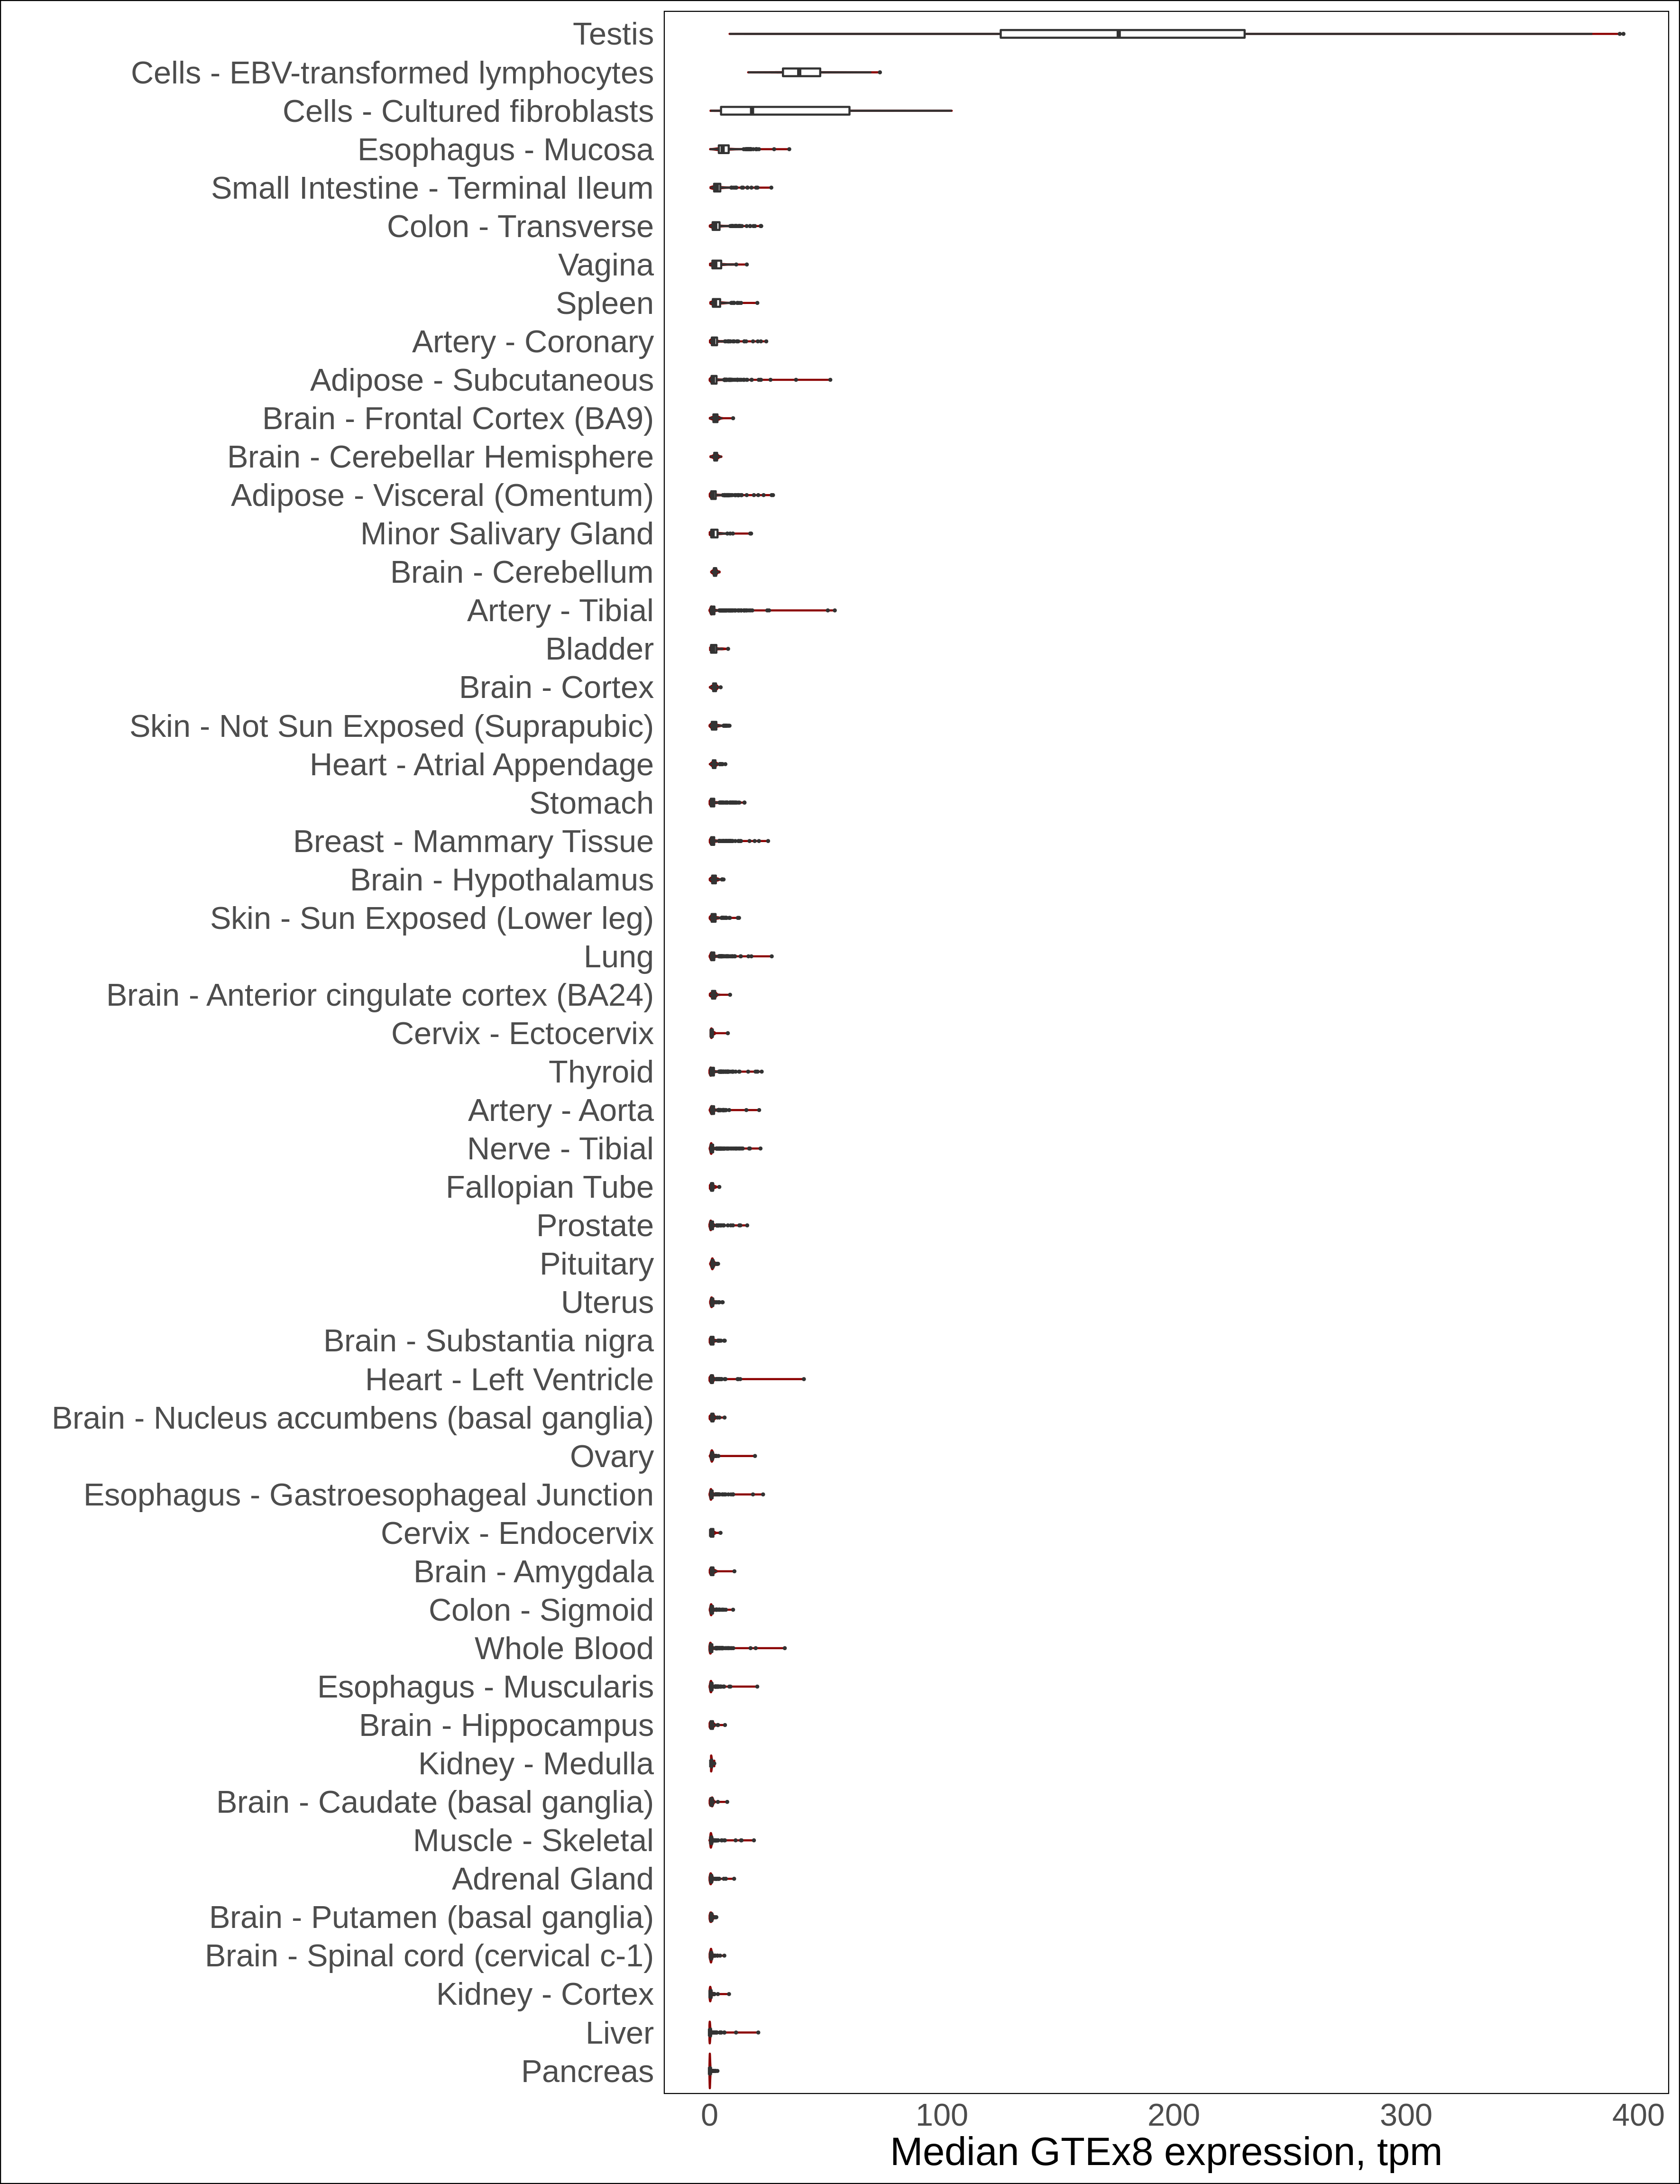 Testis
Cells - EBV-transformed lymphocytes
Cells - Cultured fibroblasts
Esophagus - Mucosa
Small Intestine - Terminal Ileum
Colon - Transverse
Vagina
Spleen
Artery - Coronary
Adipose - Subcutaneous
Brain - Frontal Cortex (BA9)
Brain - Cerebellar Hemisphere
Adipose - Visceral (Omentum)
Minor Salivary Gland
Brain - Cerebellum
Artery - Tibial
Bladder
Brain - Cortex
Skin - Not Sun Exposed (Suprapubic)
Heart - Atrial Appendage
Stomach
Breast - Mammary Tissue
Brain - Hypothalamus
Skin - Sun Exposed (Lower leg)
Lung
Brain - Anterior cingulate cortex (BA24)
Cervix - Ectocervix
Thyroid
Artery - Aorta
Nerve - Tibial
Fallopian Tube
Prostate
Pituitary
Uterus
Brain - Substantia nigra
Heart - Left Ventricle
Brain - Nucleus accumbens (basal ganglia)
Ovary
Esophagus - Gastroesophageal Junction
Cervix - Endocervix
Brain - Amygdala
Colon - Sigmoid
Whole Blood
Esophagus - Muscularis
Brain - Hippocampus
Kidney - Medulla
Brain - Caudate (basal ganglia)
Muscle - Skeletal
Adrenal Gland
Brain - Putamen (basal ganglia)
Brain - Spinal cord (cervical c-1)
Kidney - Cortex
Liver
Pancreas
0 100 200 300 400
Median GTEx8 expression, tpm